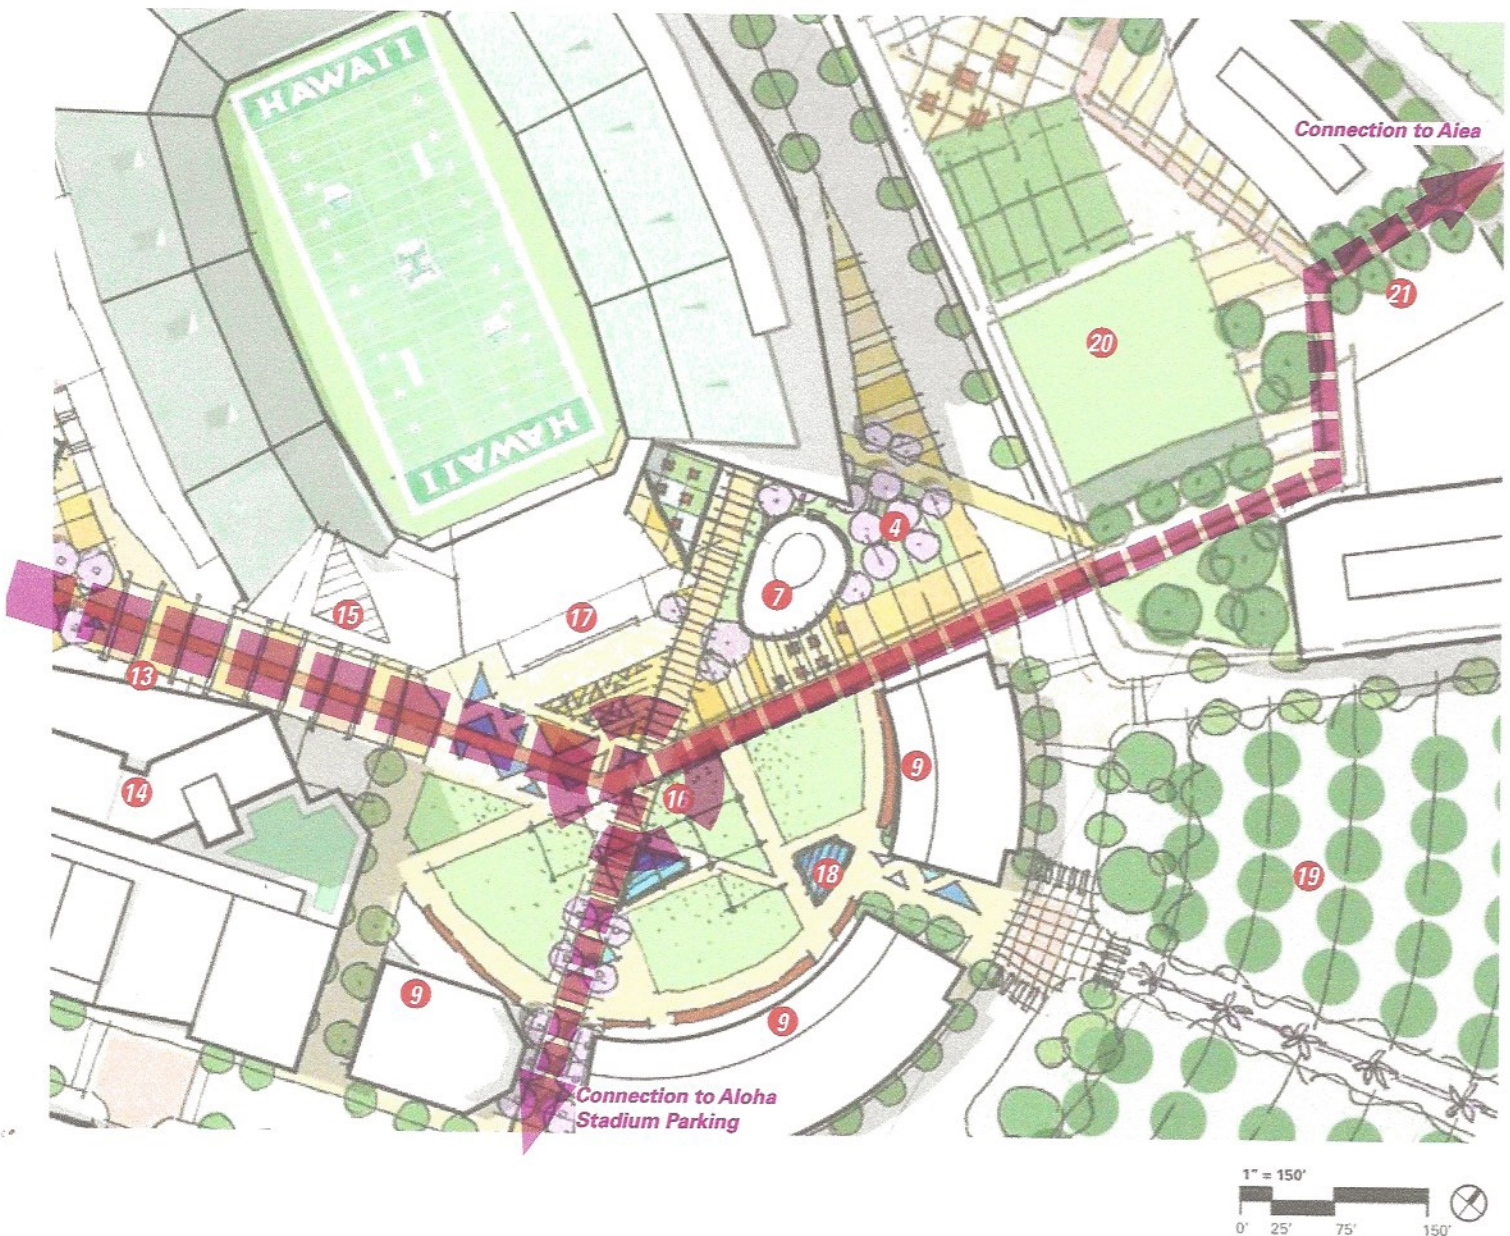 HAWAII
Connection to Aiea
21
20
HAWAII
4
7
15
17
13
9
14
16
18
19
9
9
Connection to Aloha
Stadium Parking
1" = 150'
0' 25' 75' 150'